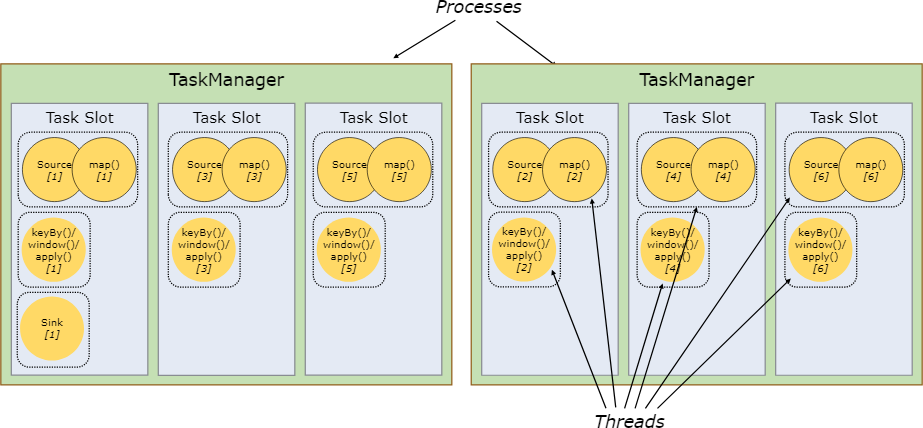 Processes
TaskManager
Task Slot
Source
[1]
map()
[1]
keyBy()/
window()/
apply()
[1]
Sink
[1]
Task Slot
Source
[3]
map()
[3]
keyBy()/
window()/
apply()
[3]
Task Slot
Source
[5]
map()
[5]
keyBy()/
window()/
apply()
[5]
TaskManager
Task Slot
Source
[2]
map()
[2]
keyBy()/
window()/
apply()
[2]
Task Slot
Source
[4]
map()
[4]
keyBy()/
window()/
apply()
[4]
Task Slot
Source
[6]
map()
[6]
keyBy()/
window()/
apply()
[6]
Threads